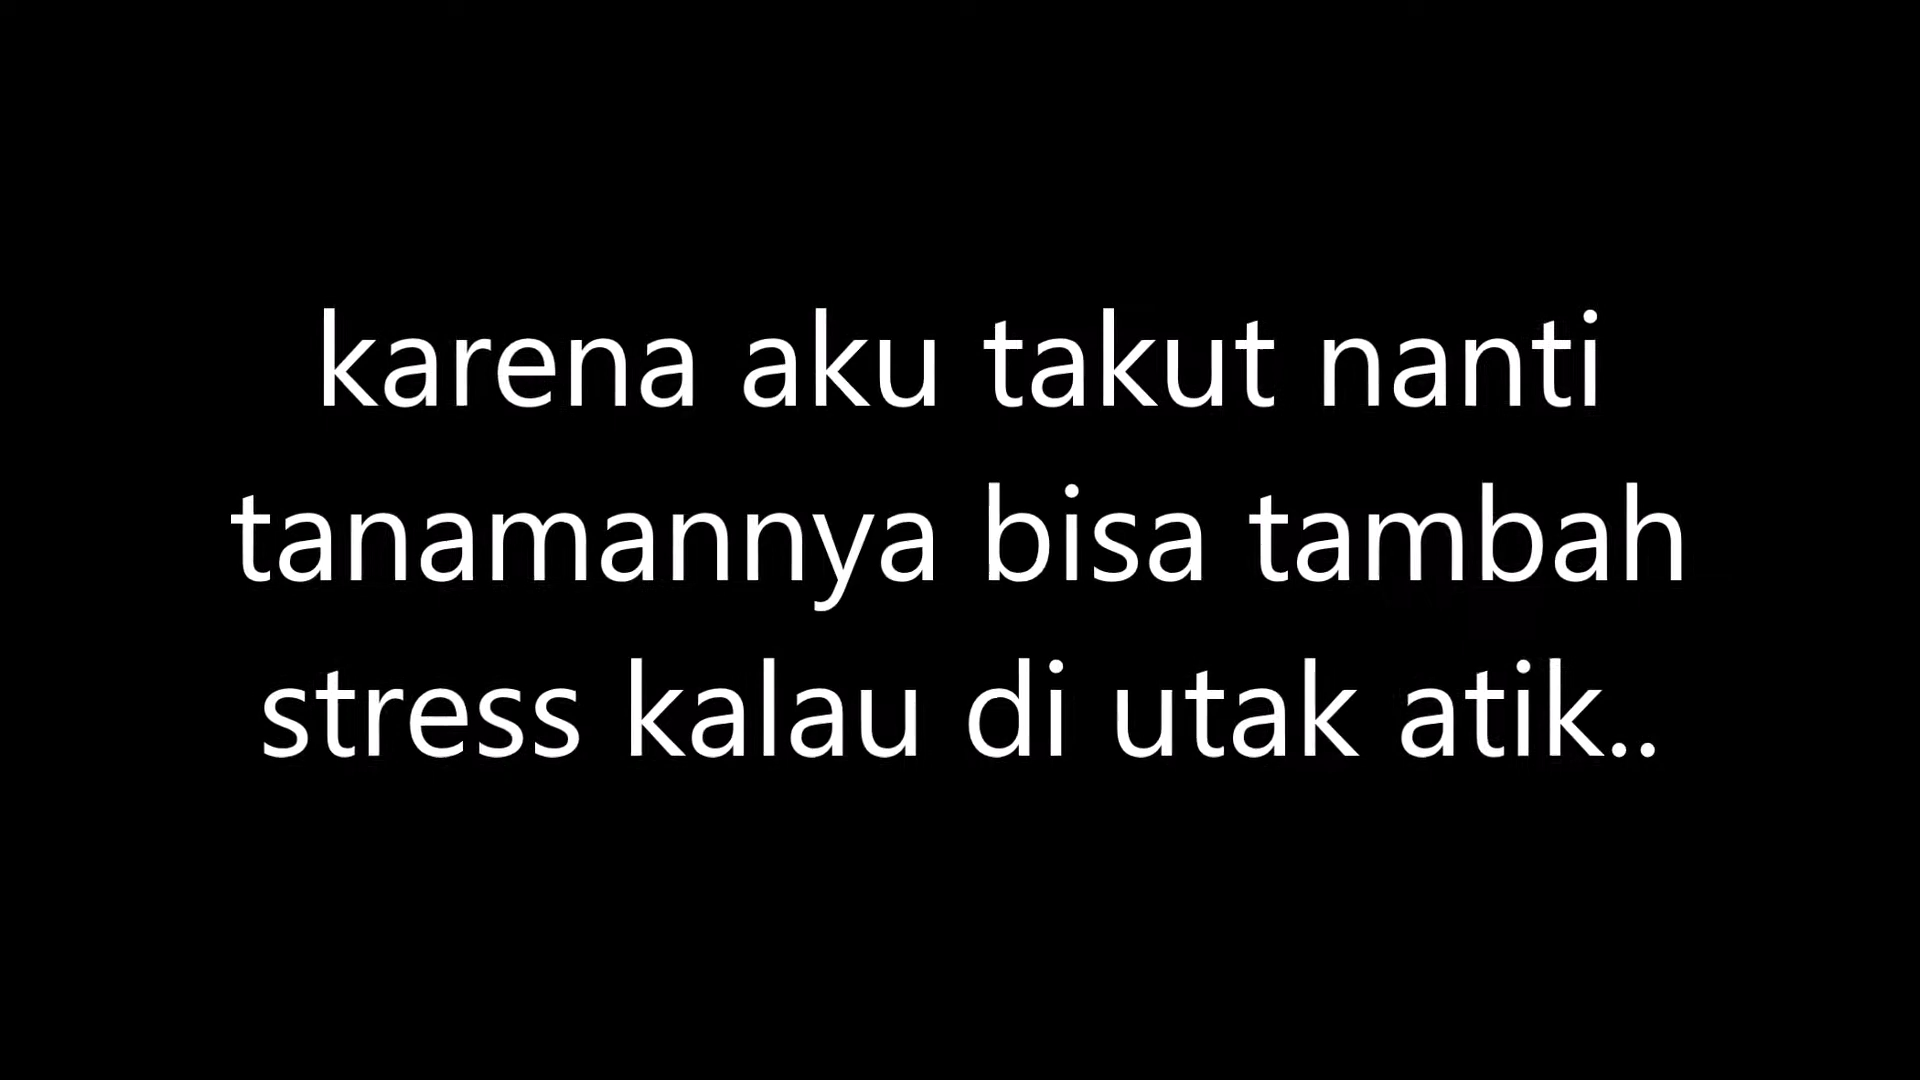 karena aku takut nanti
tanamannya bisa tambah
stress kalau di utak atik..